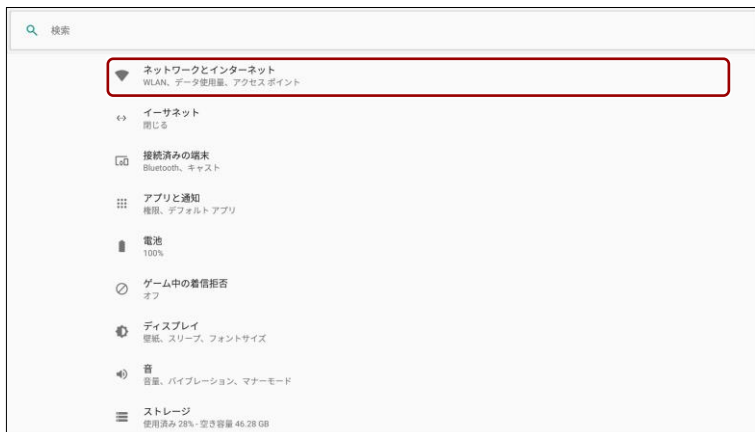 検索
ネットワークとインターネット
WLAN、データ使用量、アクセス ポイント
イーサネット
閉じる
接続済みの端末
Bluetooth、キャスト
アプリと通知
権限、デフォルト アプリ
電池
100%
ゲーム中の着信拒否
オフ
ディスプレイ
壁紙、スリープ、フォントサイズ
音
音量、バイブレーション、マナーモード
ストレージ
使用済み 28% - 空き容量 46.28 GB